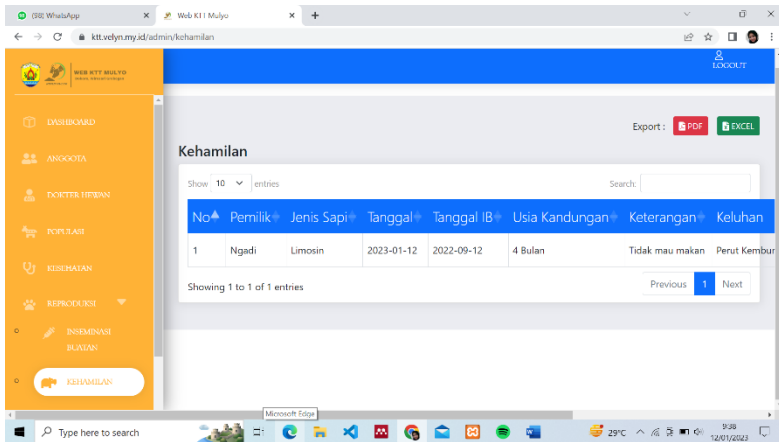 (98) WhatsApp
Web KTT Mulyo
ktt.velyn.my.id/admin/kehamilan
WEB KTT MULYO
LOGOUT
DASHBOARD
ANGGOTA
DOKTER HEWAN
POPULASI
KESEHATAN
REPRODUKSI
INSEMINASI
BUATAN
KEHAMILAN
Export : PDF EXCEL
Kehamilan
Show 10 entries Search:
No Pemilik Jenis Sapi Tanggal Tanggal IB Usia Kandungan Keterangan Keluhan
1 Ngadi Limosin 2023-01-12 2022-09-12 4 Bulan Tidak mau makan Perut Kembur
Showing 1 to 1 of 1 entries Previous 1 Next
Microsoft Edge
Type here to search 29°C 9:38
12/01/2023